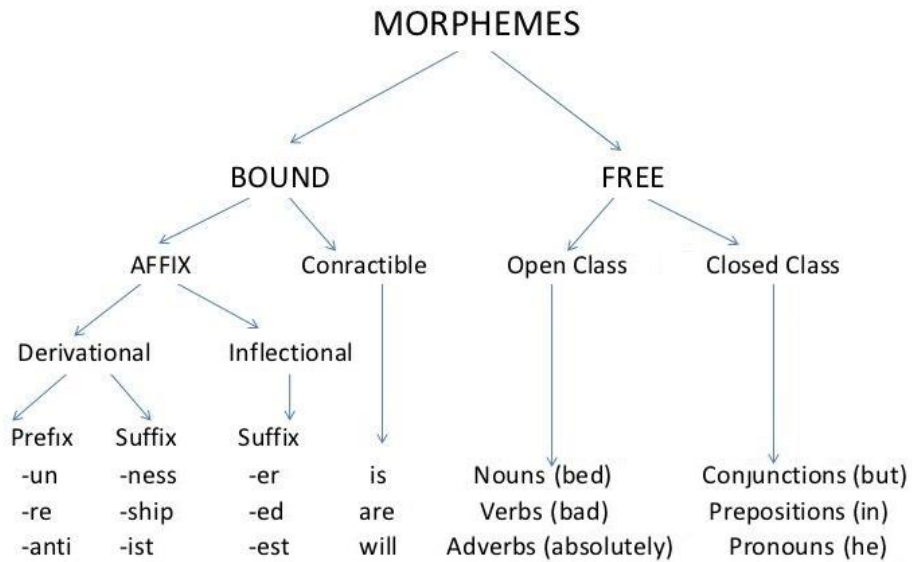 MORPHEMES
BOUND FREE
AFFIX Conractible Open Class Closed Class
Derivational Inflectional
Prefix Suffix Suffix
-un -ness -er is Nouns (bed) Conjunctions (but)
-re -ship -ed are Verbs (bad) Prepositions (in)
-anti -ist -est will Adverbs (absolutely) Pronouns (he)